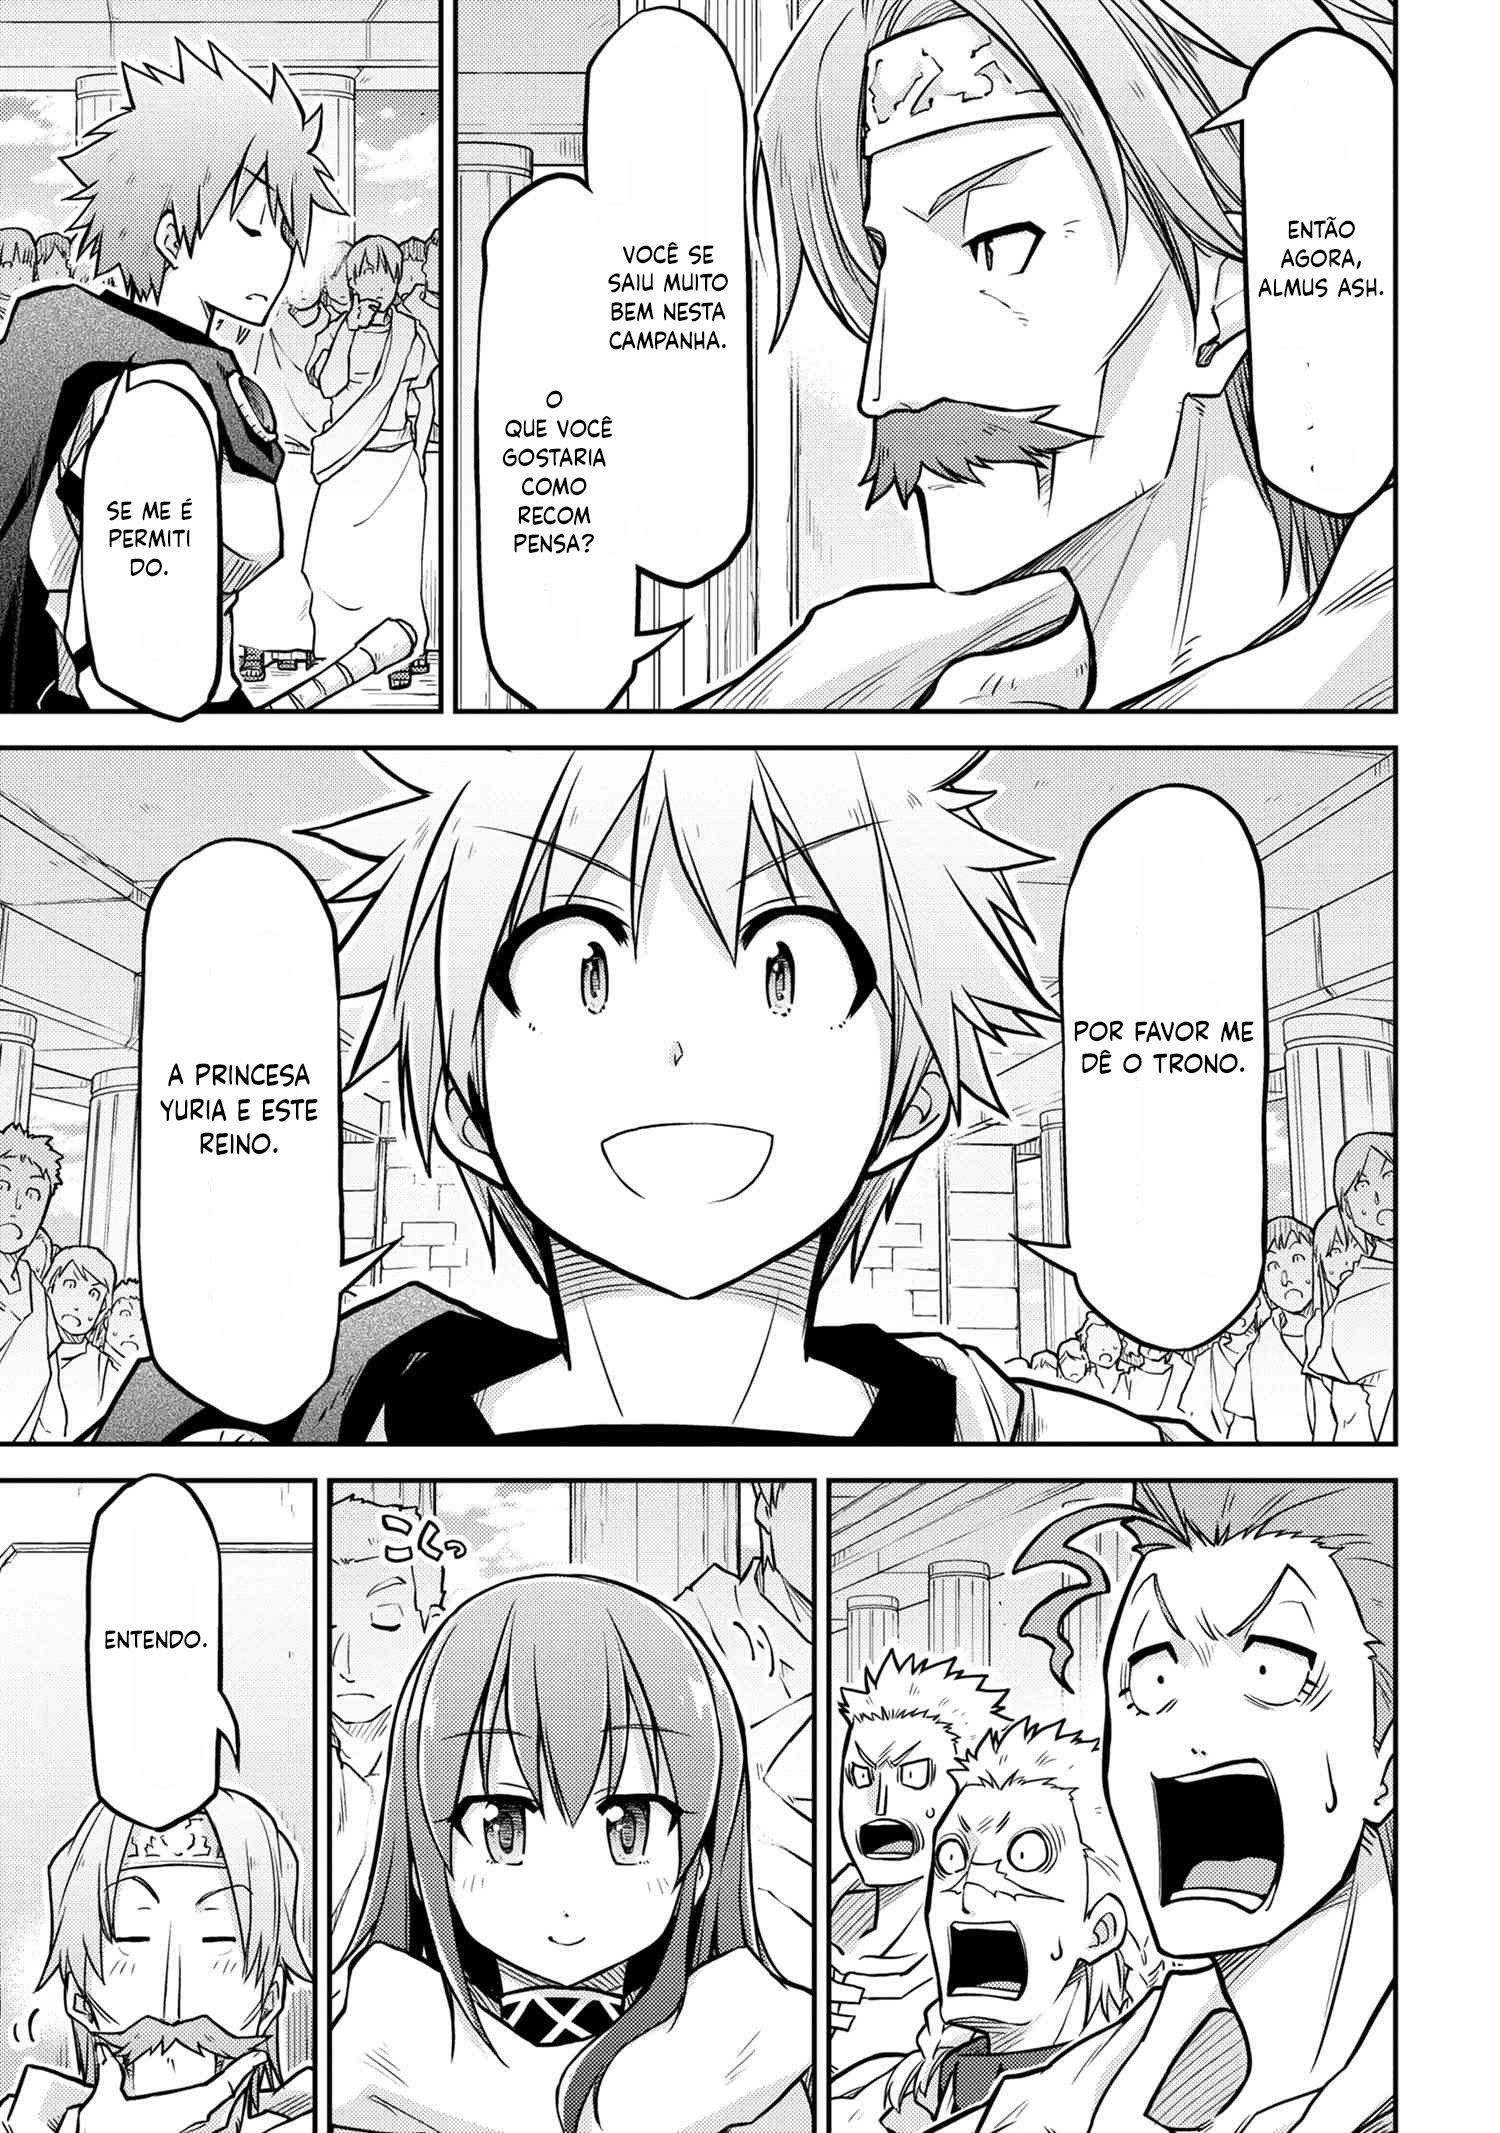 ENTÃO
AGORA,
ALMUS ASH.
VOCÊ SE
SAIU MUITO
BEM NESTA
CAMPANHA.
O
QUE VOCÊ
GOSTARIA
COMO
RECOM
PENSA?
SE ME É
PERMITI
DO.
POR FAVOR ME
DÊ O TRONO.
A PRINCESA
YURIA E ESTE
REINO.
こくっ
ENTENDO.